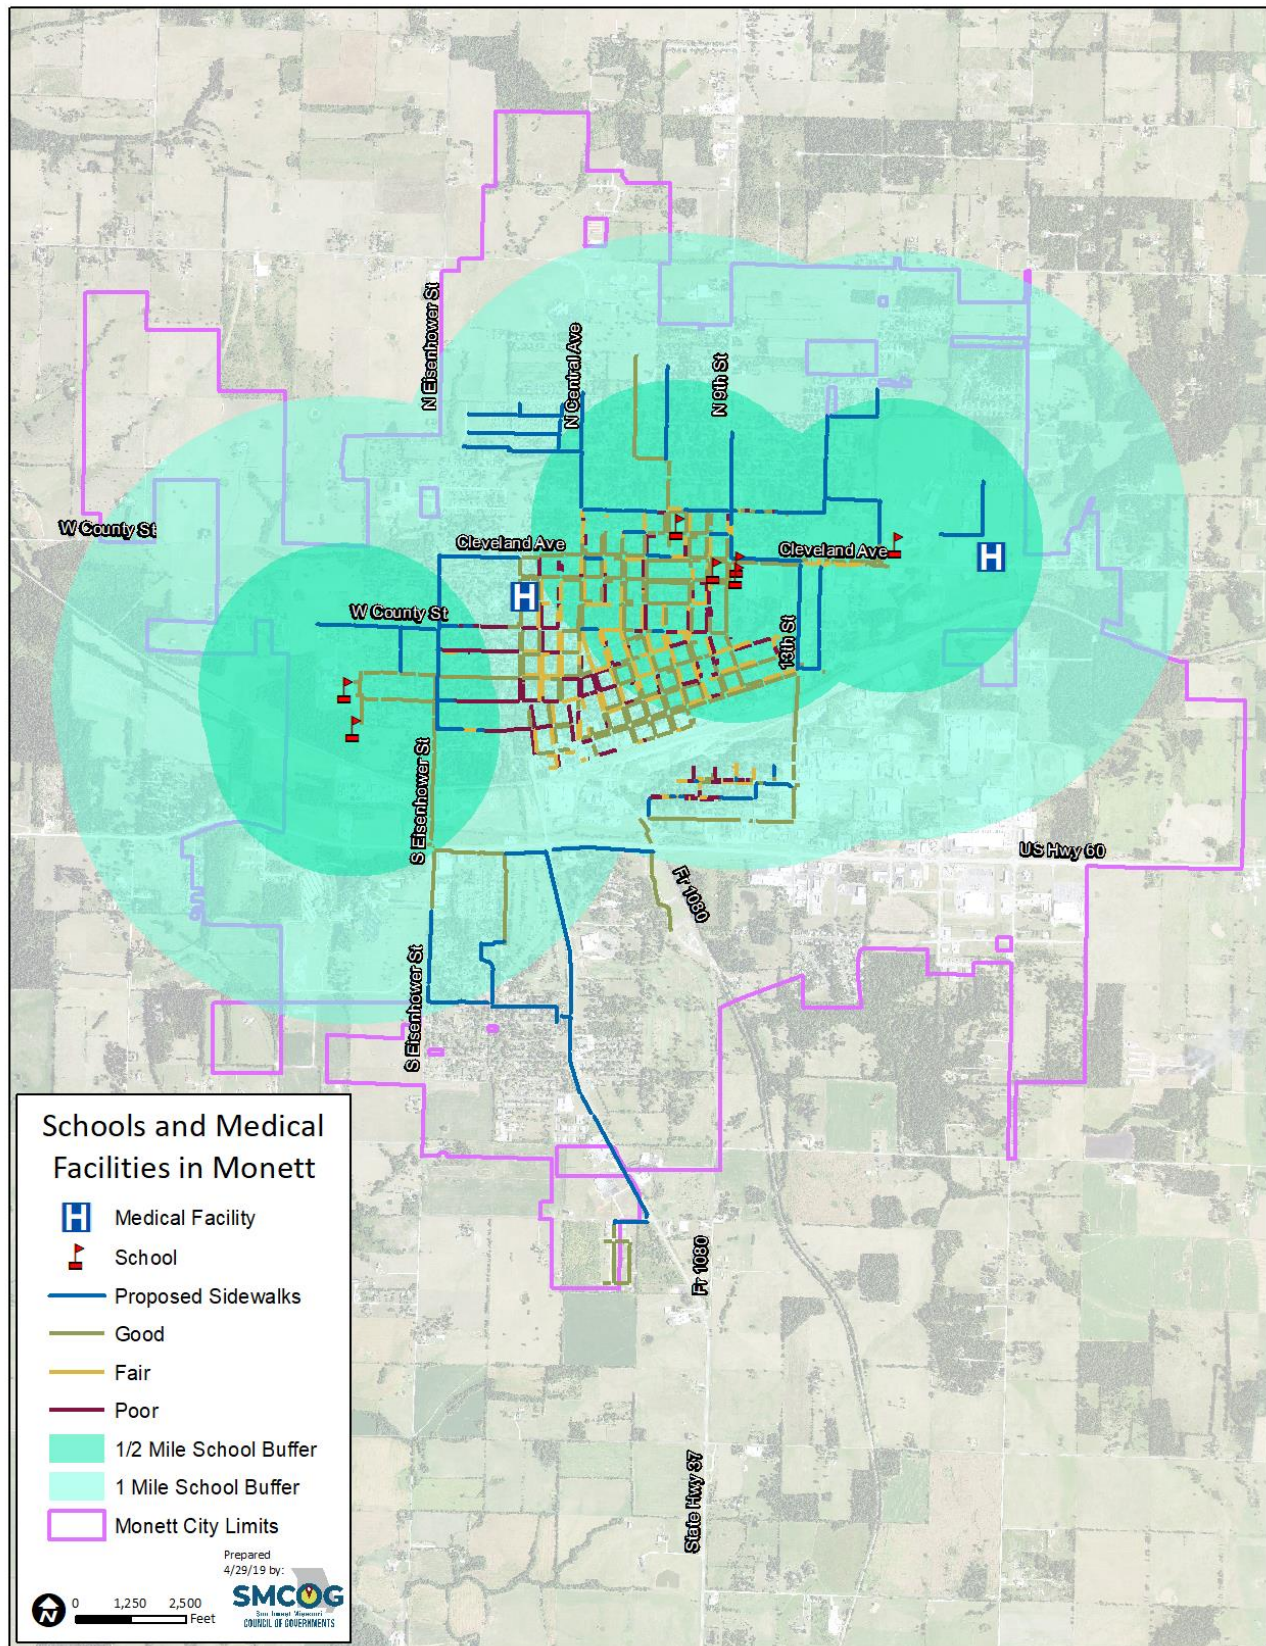 N Eisenhower St
N Central Ave
N 9th St
W County St
Cleveland Ave
Cleveland Ave
H
H
W County St
13th St
S Eisenhower St
US Hwy 60
Fr 1080
S Eisenhower St
Fr 1080
State Hwy 37
Schools and Medical
Facilities in Monett
H Medical Facility
School
Proposed Sidewalks
Good
Fair
Poor
1/2 Mile School Buffer
1 Mile School Buffer
Monett City Limits
Prepared
4/29/19 by:
N
0 1,250 2,500
Feet
SMCOG
COUNCIL OF GOVERNMENTS